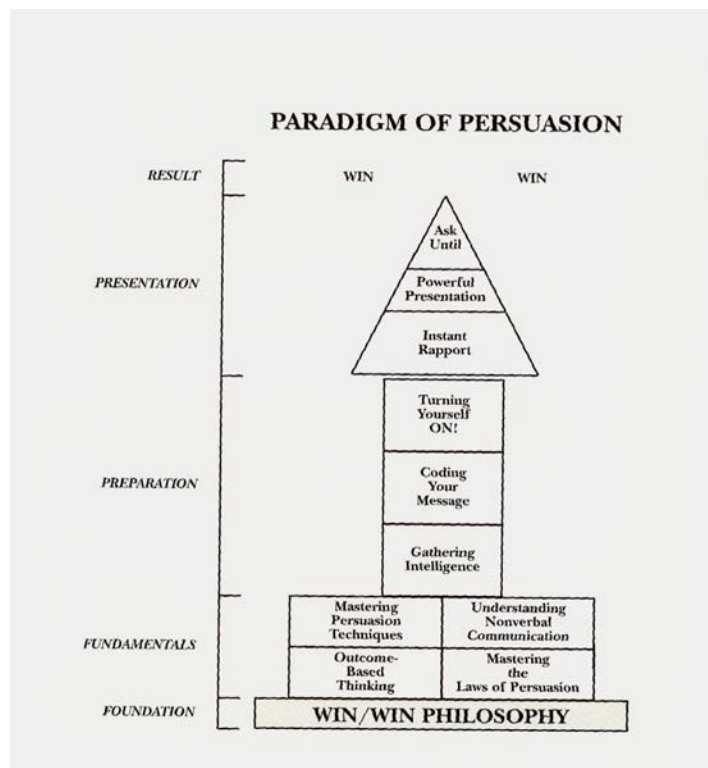 PARADIGM OF PERSUASION
RESULT
WIN
WIN
PRESENTATION
Ask
Until
Powerful
Presentation
Instant
Rapport
PREPARATION
Turning
Yourself
ON!
Coding
Your
Message
Gathering
Intelligence
FUNDAMENTALS
Mastering
Persuasion
Techniques
Understanding
Nonverbal
Communication
Outcome-
Based
Thinking
Mastering
the
Laws of Persuasion
FOUNDATION
WIN/WIN PHILOSOPHY